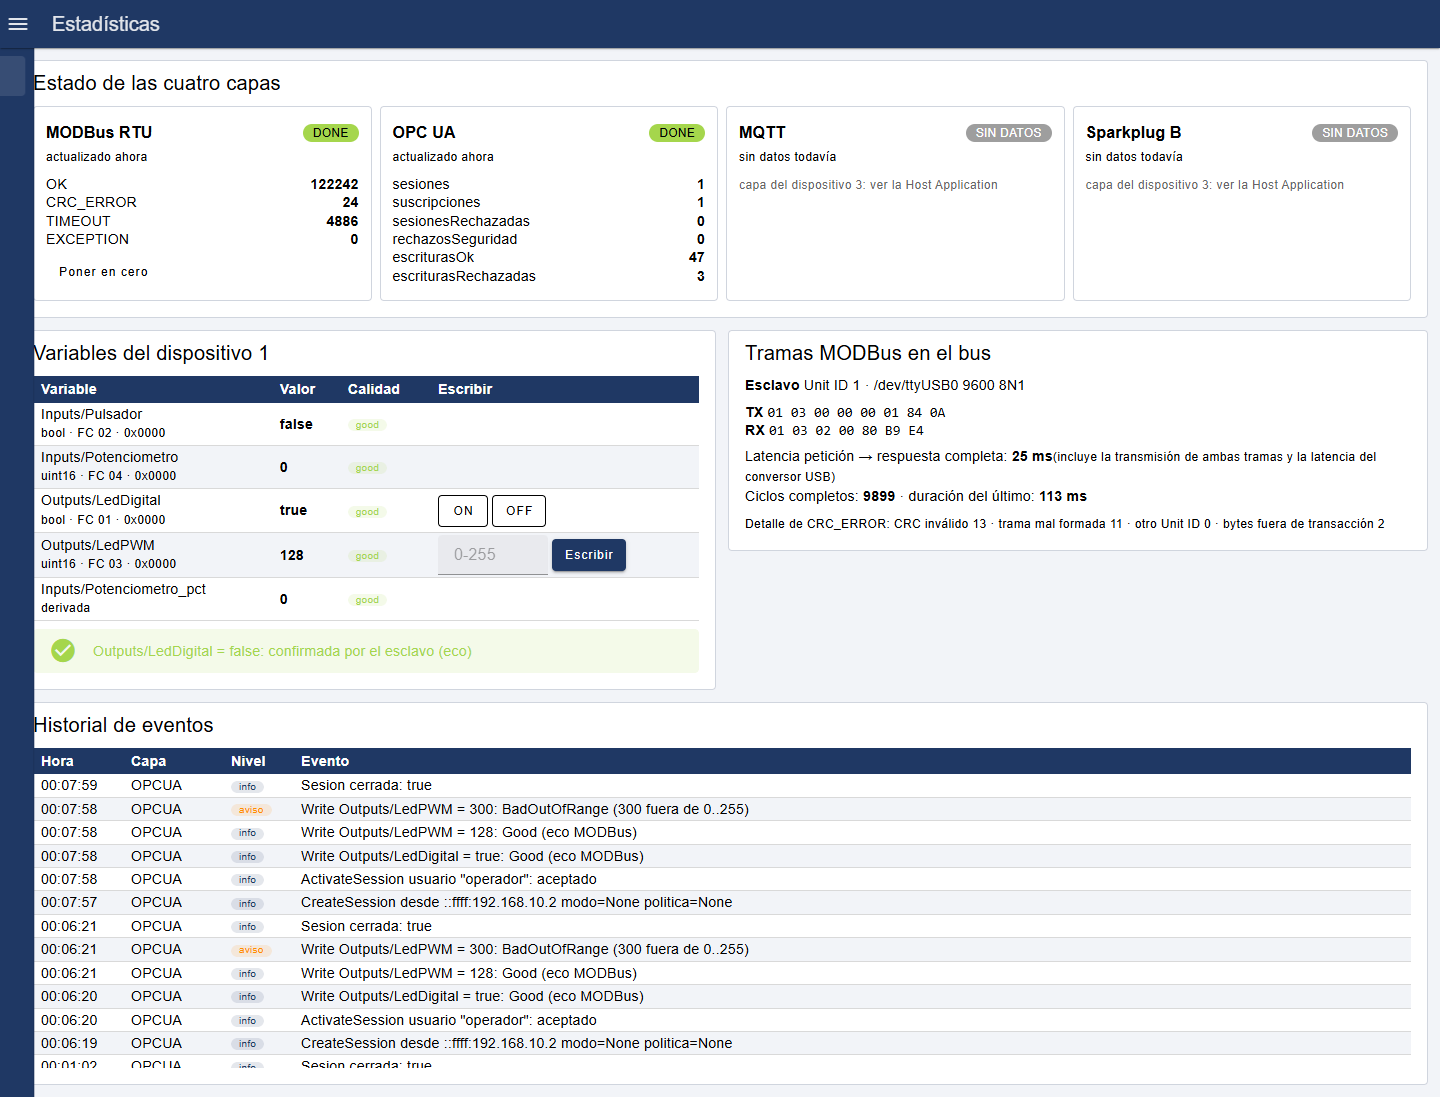 Estadísticas
Estado de las cuatro capas
MODBus RTU DONE
actualizado ahora
OK 122242
CRC_ERROR 24
TIMEOUT 4886
EXCEPTION 0
Poner en cero
OPC UA DONE
actualizado ahora
sesiones 1
suscripciones 1
sesionesRechazadas 0
rechazosSeguridad 0
escriturasOk 47
escriturasRechazadas 3
MQTT SIN DATOS
sin datos todavía
capa del dispositivo 3: ver la Host Application
Sparkplug B SIN DATOS
sin datos todavía
capa del dispositivo 3: ver la Host Application
Variables del dispositivo 1
Variable Valor Calidad Escribir
Inputs/Pulsador
bool · FC 02 · 0x0000
false good
Inputs/Potenciometro
uint16 · FC 04 · 0x0000
0 good
Outputs/LedDigital
bool · FC 01 · 0x0000
true good ON OFF
Outputs/LedPWM
uint16 · FC 03 · 0x0000
128 good 0-255 Escribir
Inputs/Potenciometro_pct
derivada
0 good
Outputs/LedDigital = false: confirmada por el esclavo (eco)
Tramas MODBus en el bus
Esclavo Unit ID 1 · /dev/ttyUSB0 9600 8N1
TX 01 03 00 00 00 01 84 0A
RX 01 03 02 00 80 B9 E4
Latencia petición → respuesta completa: 25 ms(incluye la transmisión de ambas tramas y la latencia del
conversor USB)
Ciclos completos: 9899 · duración del último: 113 ms
Detalle de CRC_ERROR: CRC inválido 13 · trama mal formada 11 · otro Unit ID 0 · bytes fuera de transacción 2
Historial de eventos
Hora Capa Nivel Evento
00:07:59 OPCUA info Sesion cerrada: true
00:07:58 OPCUA aviso Write Outputs/LedPWM = 300: BadOutOfRange (300 fuera de 0..255)
00:07:58 OPCUA info Write Outputs/LedPWM = 128: Good (eco MODBus)
00:07:58 OPCUA info Write Outputs/LedDigital = true: Good (eco MODBus)
00:07:58 OPCUA info ActivateSession usuario "operador": aceptado
00:07:57 OPCUA info CreateSession desde ::ffff:192.168.10.2 modo=None politica=None
00:06:21 OPCUA info Sesion cerrada: true
00:06:21 OPCUA aviso Write Outputs/LedPWM = 300: BadOutOfRange (300 fuera de 0..255)
00:06:21 OPCUA info Write Outputs/LedPWM = 128: Good (eco MODBus)
00:06:20 OPCUA info Write Outputs/LedDigital = true: Good (eco MODBus)
00:06:20 OPCUA info ActivateSession usuario "operador": aceptado
00:06:19 OPCUA info CreateSession desde ::ffff:192.168.10.2 modo=None politica=None
00:01:02 OPCUA info Sesion cerrada: true